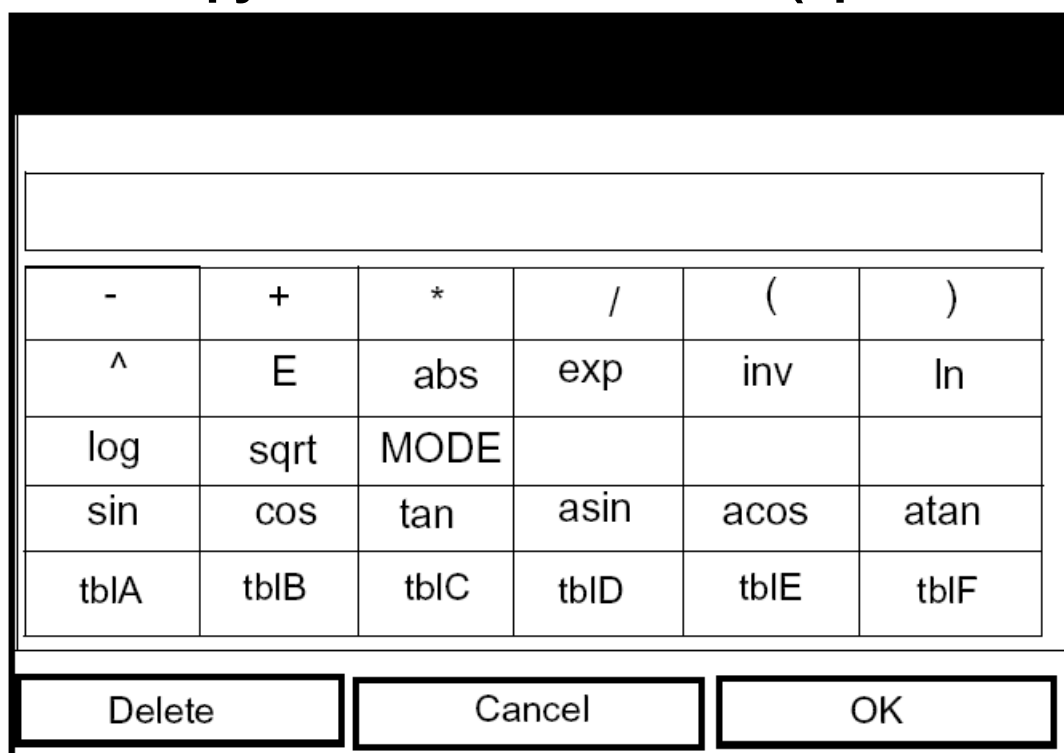 - + * / ( )
^ E abs exp inv ln
log sqrt MODE
sin cos tan asin acos atan
tblA tblB tblC tblD tblE tblF
Delete Cancel OK